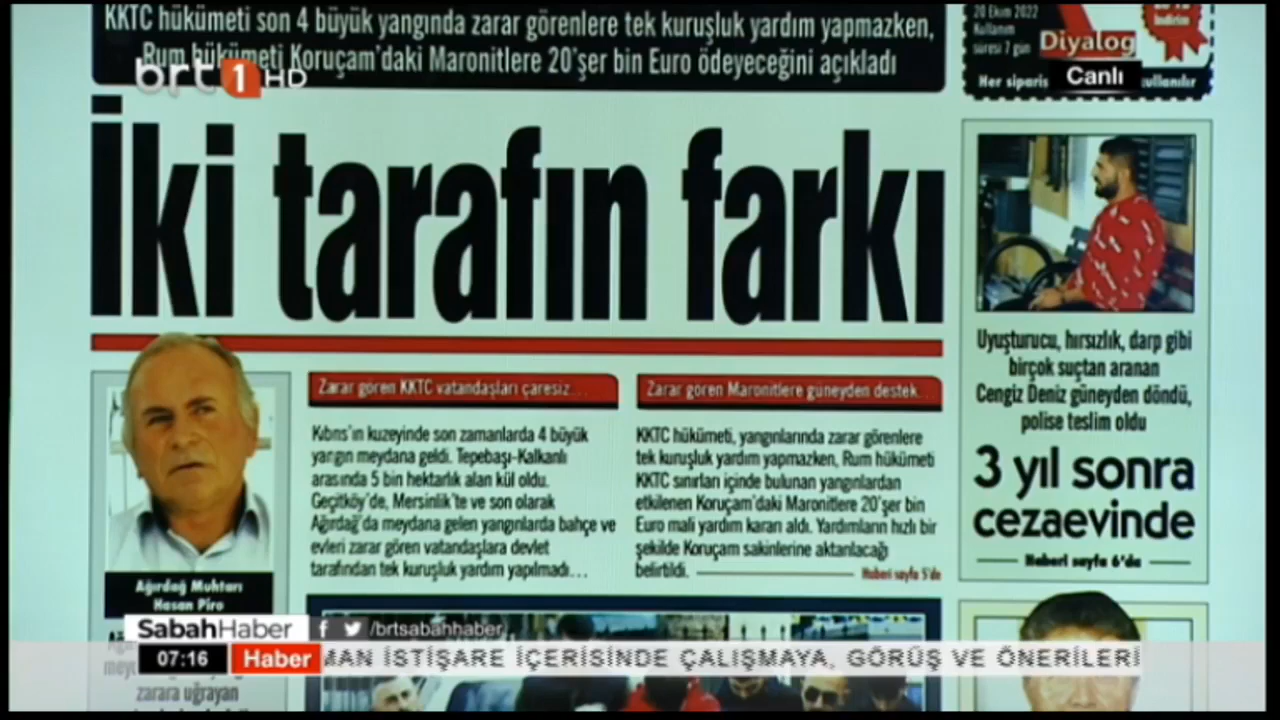 KKTC hükümeti son 4 büyük yangında zarar görenlere tek kuruşluk yardım yapmazken,
Rum hükümeti Koruçam'daki Maronitlere 20'şer bin Euro ödeyeceğini açıkladı
brt 1 HD
20 Ekim 2022
Kullanım
süresi 7 gün
indirim
Diyalog
Canlı
Her sipariş
kullanılır
İki tarafın farkı
Uyuşturucu, hırsızlık, darp gibi
birçok suçtan aranan
Cengiz Deniz güneyden döndü,
polise teslim oldu
3 yıl sonra
cezaevinde
Haberi sayfa 6'da
Zarar gören KKTC vatandaşları çaresiz...
Kıbrıs'ın kuzeyinde son zamanlarda 4 büyük
yangın meydana geldi. Tepebaşı-Kalkanlı
arasında 5 bin hektarlık alan kül oldu.
Geçitköy'de, Mersinlik'te ve son olarak
Ağırdağ'da meydana gelen yangınlarda bahçe ve
evleri zarar gören vatandaşlara devlet
tarafından tek kuruşluk yardım yapılmadı...
Zarar gören Maronitlere güneyden destek..
KKTC hükümeti, yangınlarında zarar görenlere
tek kuruşluk yardım yapmazken, Rum hükümeti
KKTC sınırları içinde bulunan yangınlardan
etkilenen Koruçam'daki Maronitlere 20'şer bin
Euro mali yardım kararı aldı. Yardımların hızlı bir
şekilde Koruçam sakinlerine aktarılacağı
belirtildi.
Haberi sayfa 5'de
Ağırdağ Muhtarı
Hasan Piro
zarara uğrayan
SabahHaber
f /brtsabahhaber
07:16 Haber
MAN İSTİŞARE İÇERİSİNDE ÇALIŞMAYA, GÖRÜŞ VE ÖNERİLERİ